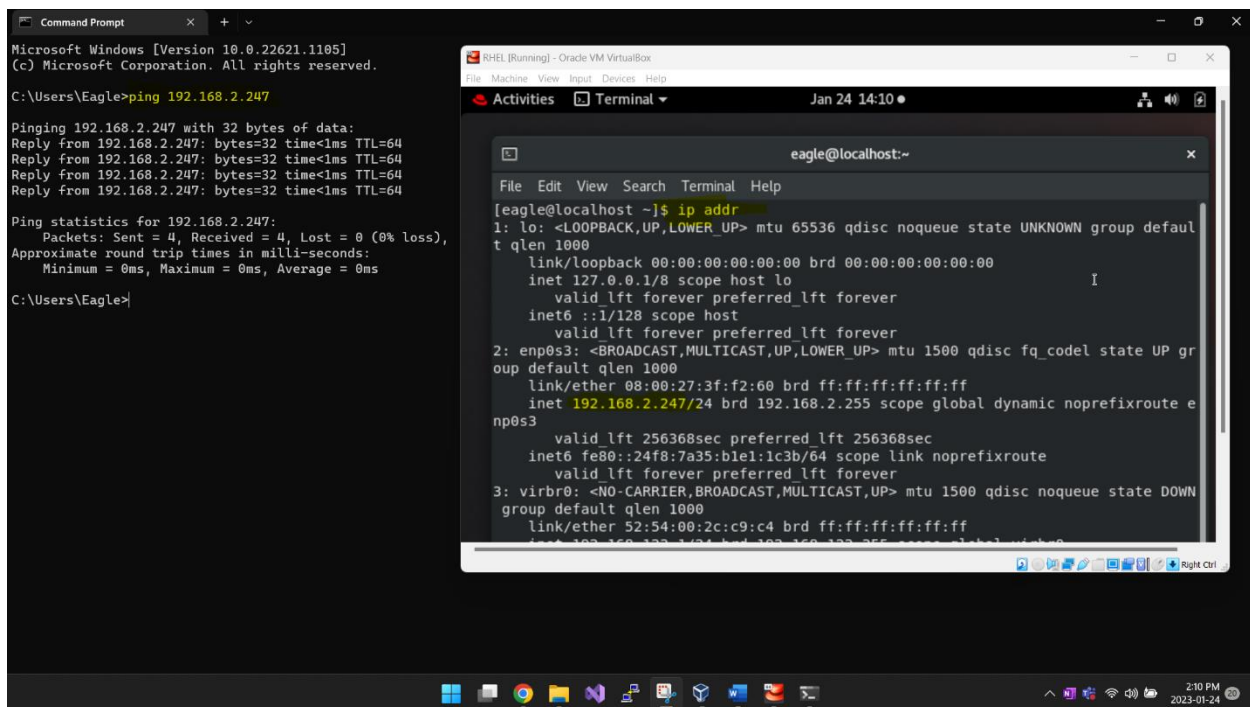 Command Prompt
Microsoft Windows [Version 10.0.22621.1105]
(c) Microsoft Corporation. All rights reserved.
C:\Users\Eagle>ping 192.168.2.247
Pinging 192.168.2.247 with 32 bytes of data:
Reply from 192.168.2.247: bytes=32 time<1ms TTL=64
Reply from 192.168.2.247: bytes=32 time<1ms TTL=64
Reply from 192.168.2.247: bytes=32 time<1ms TTL=64
Reply from 192.168.2.247: bytes=32 time<1ms TTL=64
Ping statistics for 192.168.2.247:
Packets: Sent = 4, Received = 4, Lost = 0 (0% loss),
Approximate round trip times in milli-seconds:
Minimum = 0ms, Maximum = 0ms, Average = 0ms
C:\Users\Eagle>
RHEL [Running] - Oracle VM VirtualBox
File Machine View Input Devices Help
Activities Terminal Jan 24 14:10
eagle@localhost:~
File Edit View Search Terminal Help
[eagle@localhost ~]$ ip addr
1: lo: <LOOPBACK,UP,LOWER_UP> mtu 65536 qdisc noqueue state UNKNOWN group defaul
t qlen 1000
link/loopback 00:00:00:00:00:00 brd 00:00:00:00:00:00
inet 127.0.0.1/8 scope host lo
valid_lft forever preferred_lft forever
inet6 ::1/128 scope host
valid_lft forever preferred_lft forever
2: enp0s3: <BROADCAST,MULTICAST,UP,LOWER_UP> mtu 1500 qdisc fq_codel state UP gr
oup default qlen 1000
link/ether 08:00:27:3f:f2:60 brd ff:ff:ff:ff:ff:ff
inet 192.168.2.247/24 brd 192.168.2.255 scope global dynamic noprefixroute e
np0s3
valid_lft 256368sec preferred_lft 256368sec
inet6 fe80::24f8:7a35:b1e1:1c3b/64 scope link noprefixroute
valid_lft forever preferred_lft forever
3: virbr0: <NO-CARRIER,BROADCAST,MULTICAST,UP> mtu 1500 qdisc noqueue state DOWN
group default qlen 1000
link/ether 52:54:00:2c:c9:c4 brd ff:ff:ff:ff:ff:ff
Right Ctrl
2:10 PM
2023-01-24
20